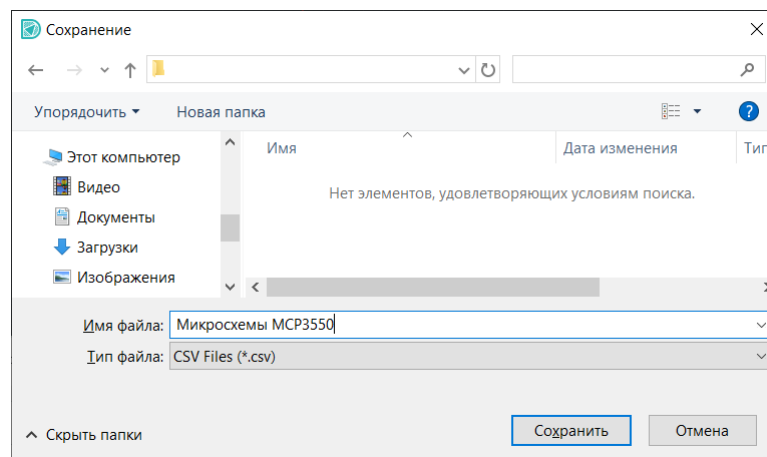 Сохранение
Упорядочить Новая папка
Имя Дата изменения Тип
Этот компьютер
Видео
Документы
Загрузки
Изображения
Нет элементов, удовлетворяющих условиям поиска.
Имя файла: Микросхемы MCP3550
Тип файла: CSV Files (*.csv)
Скрыть папки Сохранить Отмена